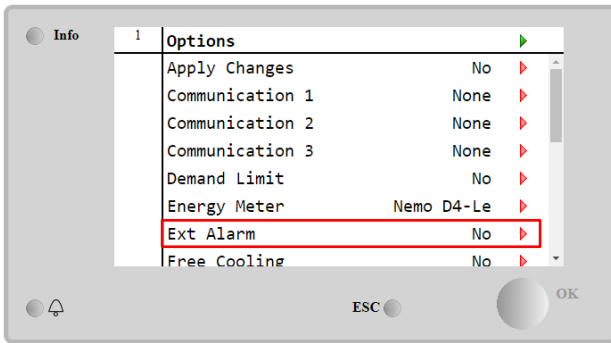 Info
1 Options
Apply Changes No
Communication 1 None
Communication 2 None
Communication 3 None
Demand Limit No
Energy Meter Nemo D4-Le
Ext Alarm No
Free Cooling No
ESC
OK